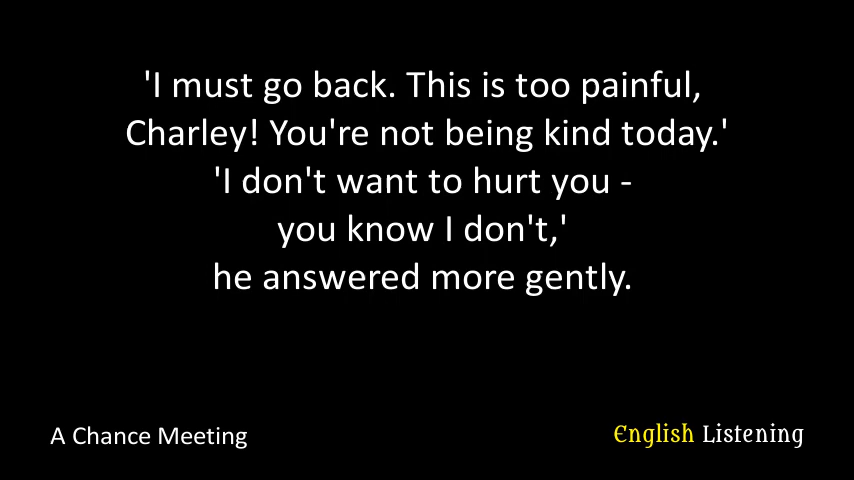 'I must go back. This is too painful,
Charley! You're not being kind today.'
'I don't want to hurt you -
you know I don't,'
he answered more gently.
A Chance Meeting
English Listening